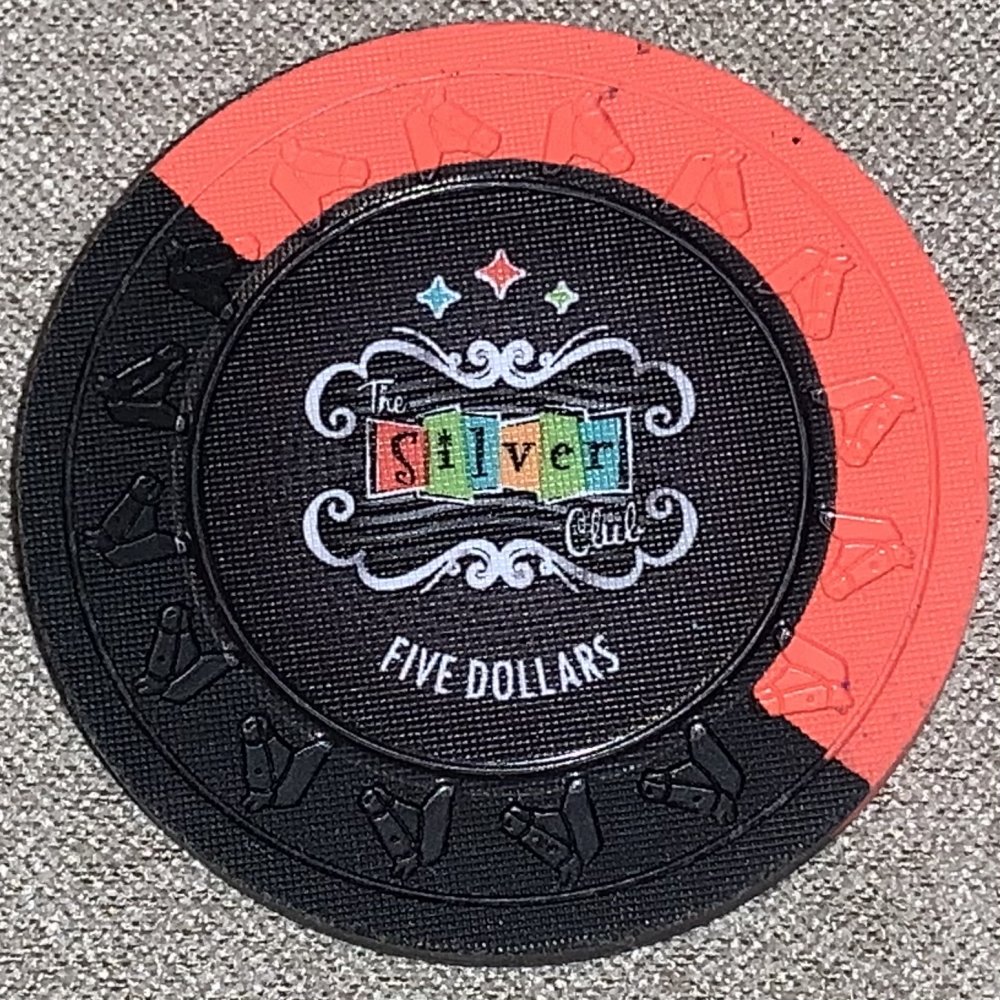 The
Silver
Club
FIVE DOLLARS